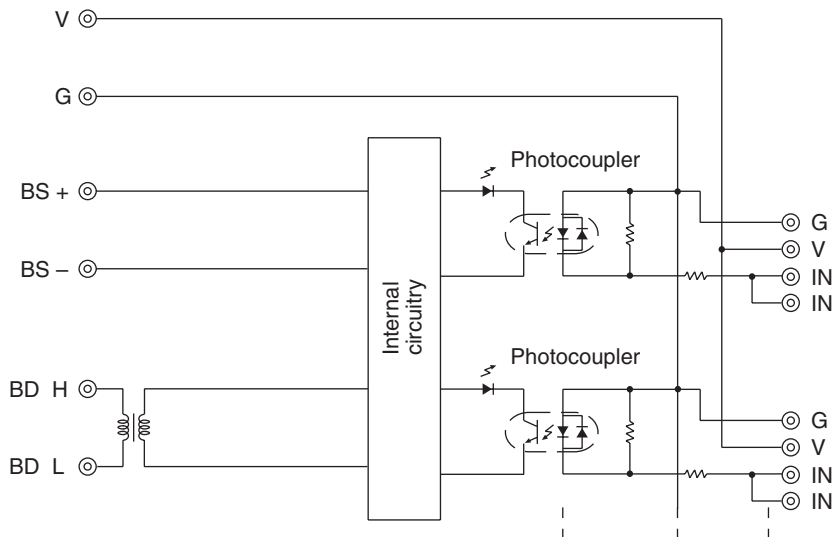 V
G
Photocoupler
BS +
G
V
BS –
IN
IN
Internal
circuitry
Photocoupler
BD H
G
V
BD L
IN
IN